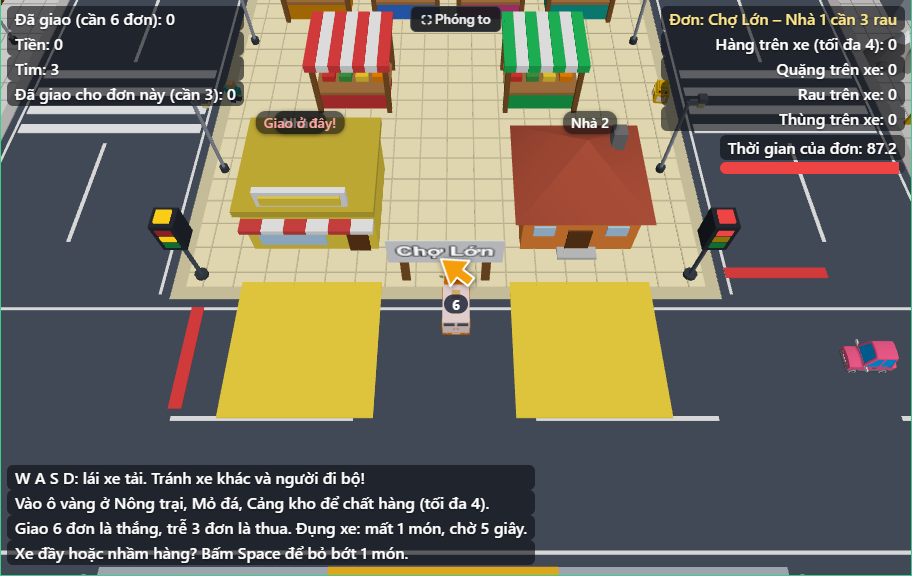 Đã giao (cần 6 đơn): 0
Tiền: 0
Tim: 3
Đã giao cho đơn này (cần 3): 0
Phóng to
Đơn: Chợ Lớn – Nhà 1 cần 3 rau
Hàng trên xe (tối đa 4): 0
Quặng trên xe: 0
Rau trên xe: 0
Thùng trên xe: 0
Thời gian của đơn: 87.2
Giao ở đây!
Nhà 2
Chợ Lớn
6
W A S D: lái xe tải. Tránh xe khác và người đi bộ!
Vào ô vàng ở Nông trại, Mỏ đá, Cảng kho để chất hàng (tối đa 4).
Giao 6 đơn là thắng, trễ 3 đơn là thua. Đụng xe: mất 1 món, chờ 5 giây.
Xe đầy hoặc nhầm hàng? Bấm Space để bỏ bớt 1 món.